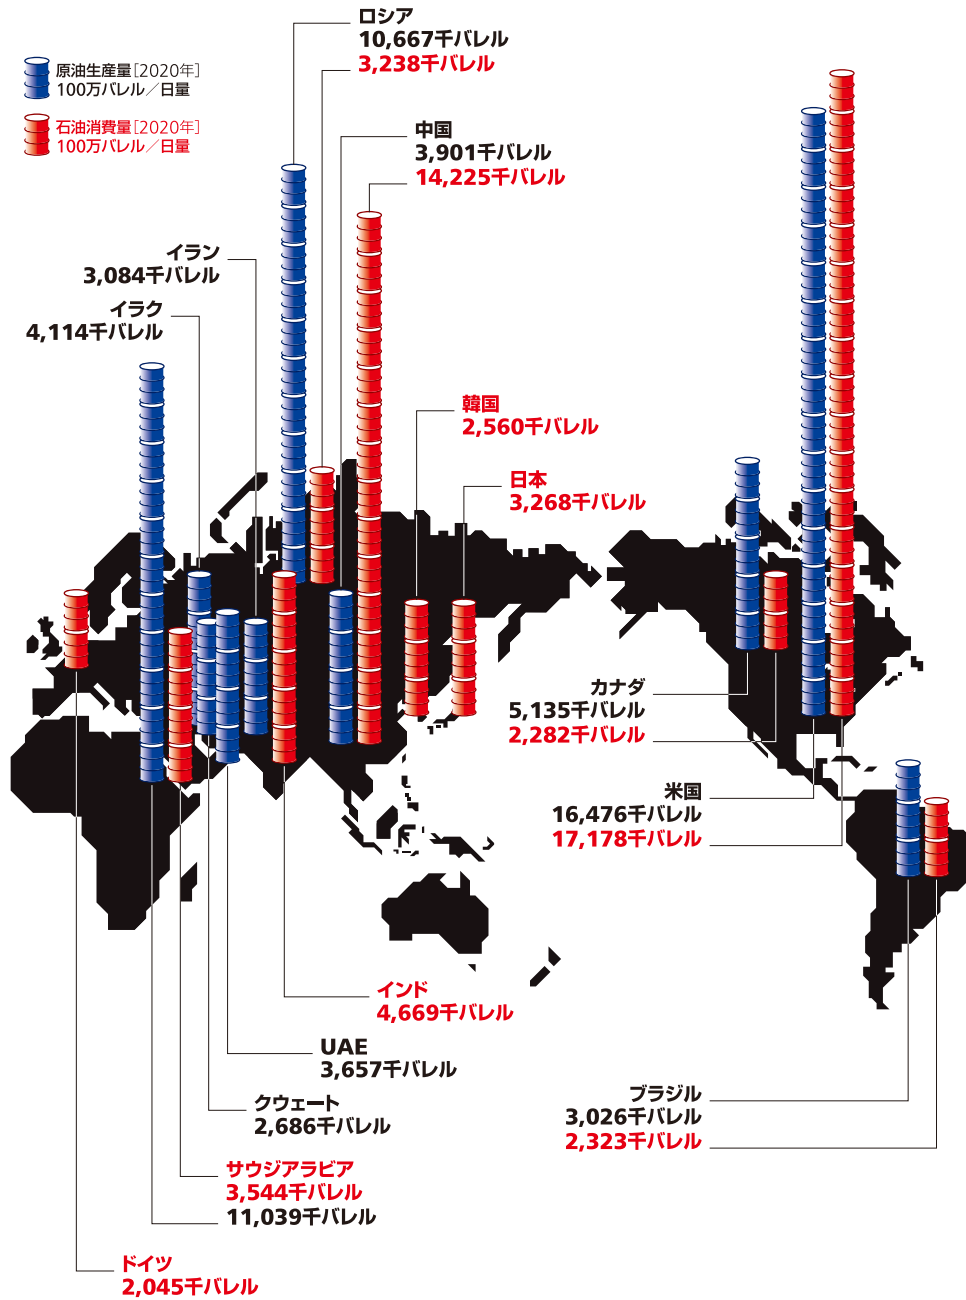 ロシア
10,667千バレル
3,238千バレル
原油生産量[2020年]
100万バレル／日量
石油消費量[2020年]
100万バレル／日量
中国
3,901千バレル
14,225千バレル
イラン
3,084千バレル
イラク
4,114千バレル
韓国
2,560千バレル
日本
3,268千バレル
カナダ
5,135千バレル
2,282千バレル
米国
16,476千バレル
17,178千バレル
インド
4,669千バレル
UAE
3,657千バレル
クウェート
2,686千バレル
ブラジル
3,026千バレル
2,323千バレル
サウジアラビア
3,544千バレル
11,039千バレル
ドイツ
2,045千バレル